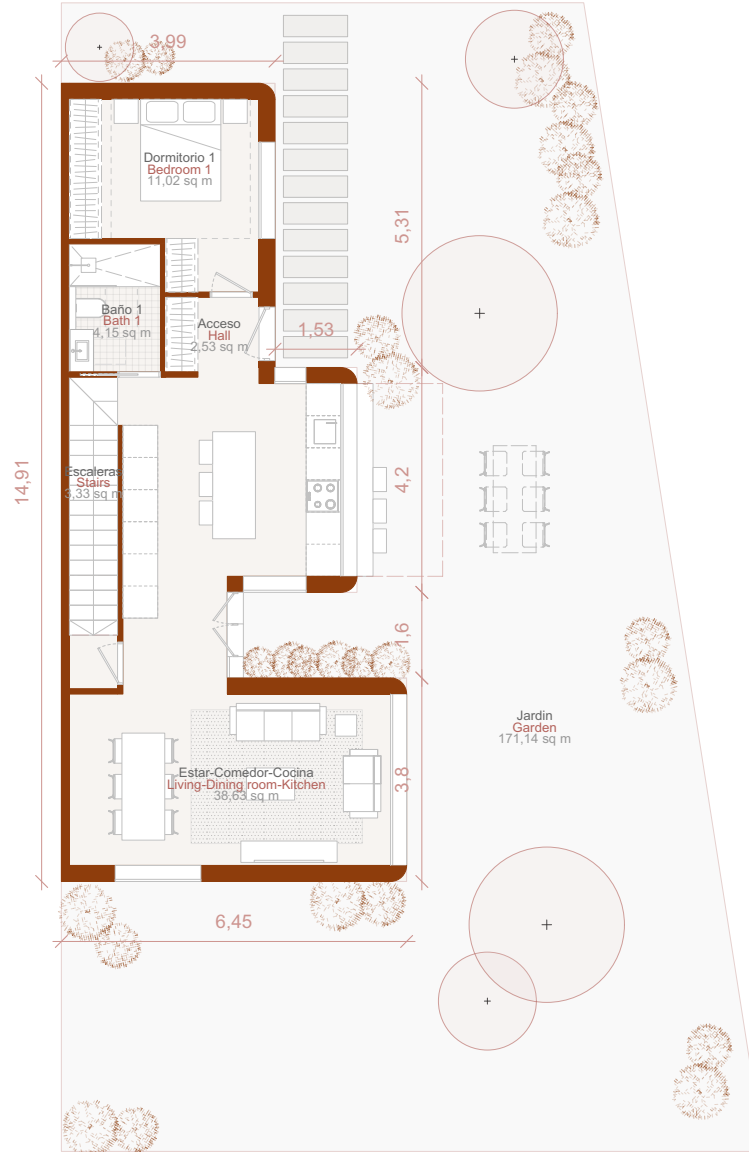 3,99
Dormitorio 1
Bedroom 1
11,02 sq m
5,31
Baño 1
Bath 1
4,15 sq m
Acceso
Hall
2,53 sq m
1,53
14,91
Escaleras
Stairs
3,33 sq m
4,2
1,6
Jardin
Garden
171,14 sq m
Estar-Comedor-Cocina
Living-Dining room-Kitchen
38,63 sq m
3,8
6,45